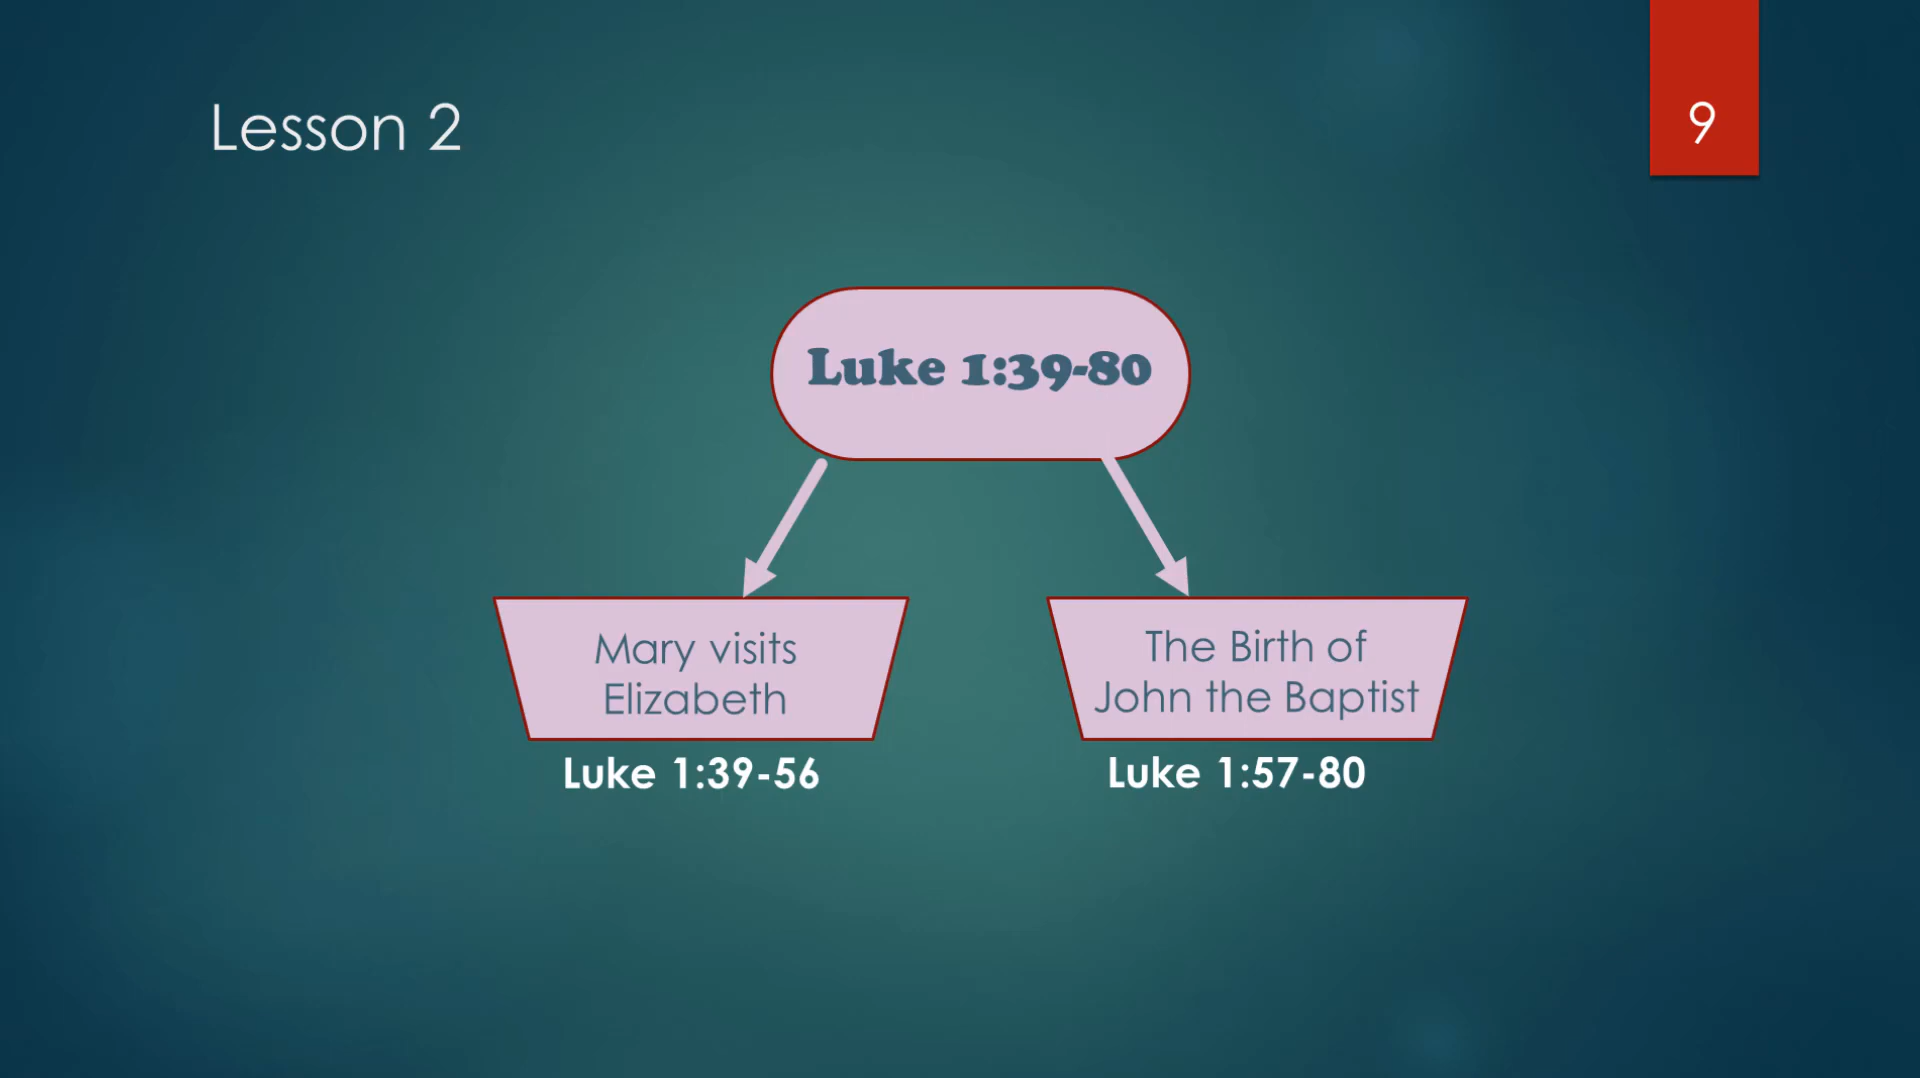 Lesson 2
9
Luke 1:39-80
Mary visits
Elizabeth
Luke 1:39-56
The Birth of
John the Baptist
Luke 1:57-80